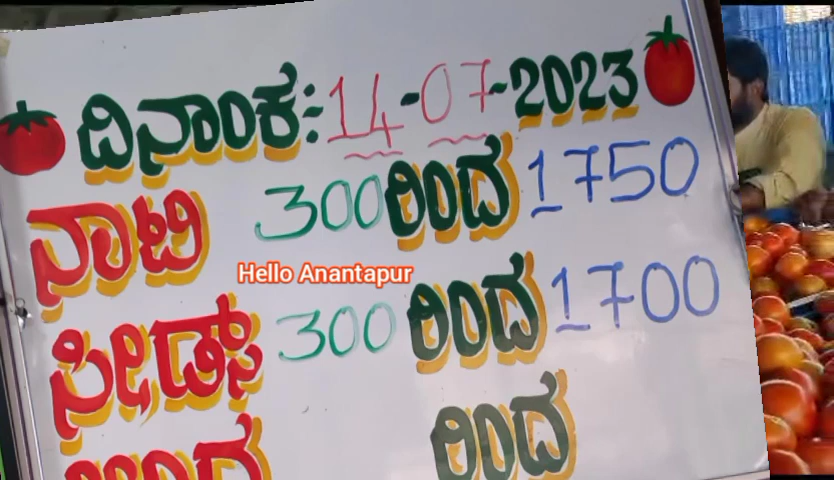 ದಿನಾಂಕ:-14-07-2023
ನಾಟಿ 300 ರಿಂದ 1750
Hello Anantapur
ಸೀಡ್ಸ್ 300 ರಿಂದ 1700
ರಿಂದ